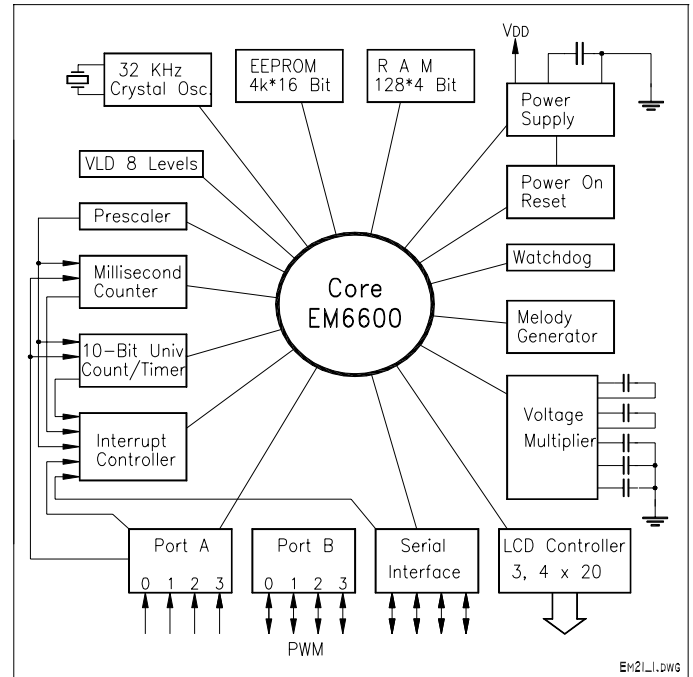 32 KHz
Crystal Osc.
EEPROM
4k*16 Bit
R A M
128*4 Bit
VDD
Power
Supply
VLD 8 Levels
Power On
Reset
Prescaler
Millisecond
Counter
Core
EM6600
Watchdog
Melody
Generator
10-Bit Univ
Count/Timer
Voltage
Multiplier
Interrupt
Controller
Port A
0 1 2 3
Port B
0 1 2 3
PWM
Serial
Interface
LCD Controller
3, 4 x 20
EM21_1.DWG